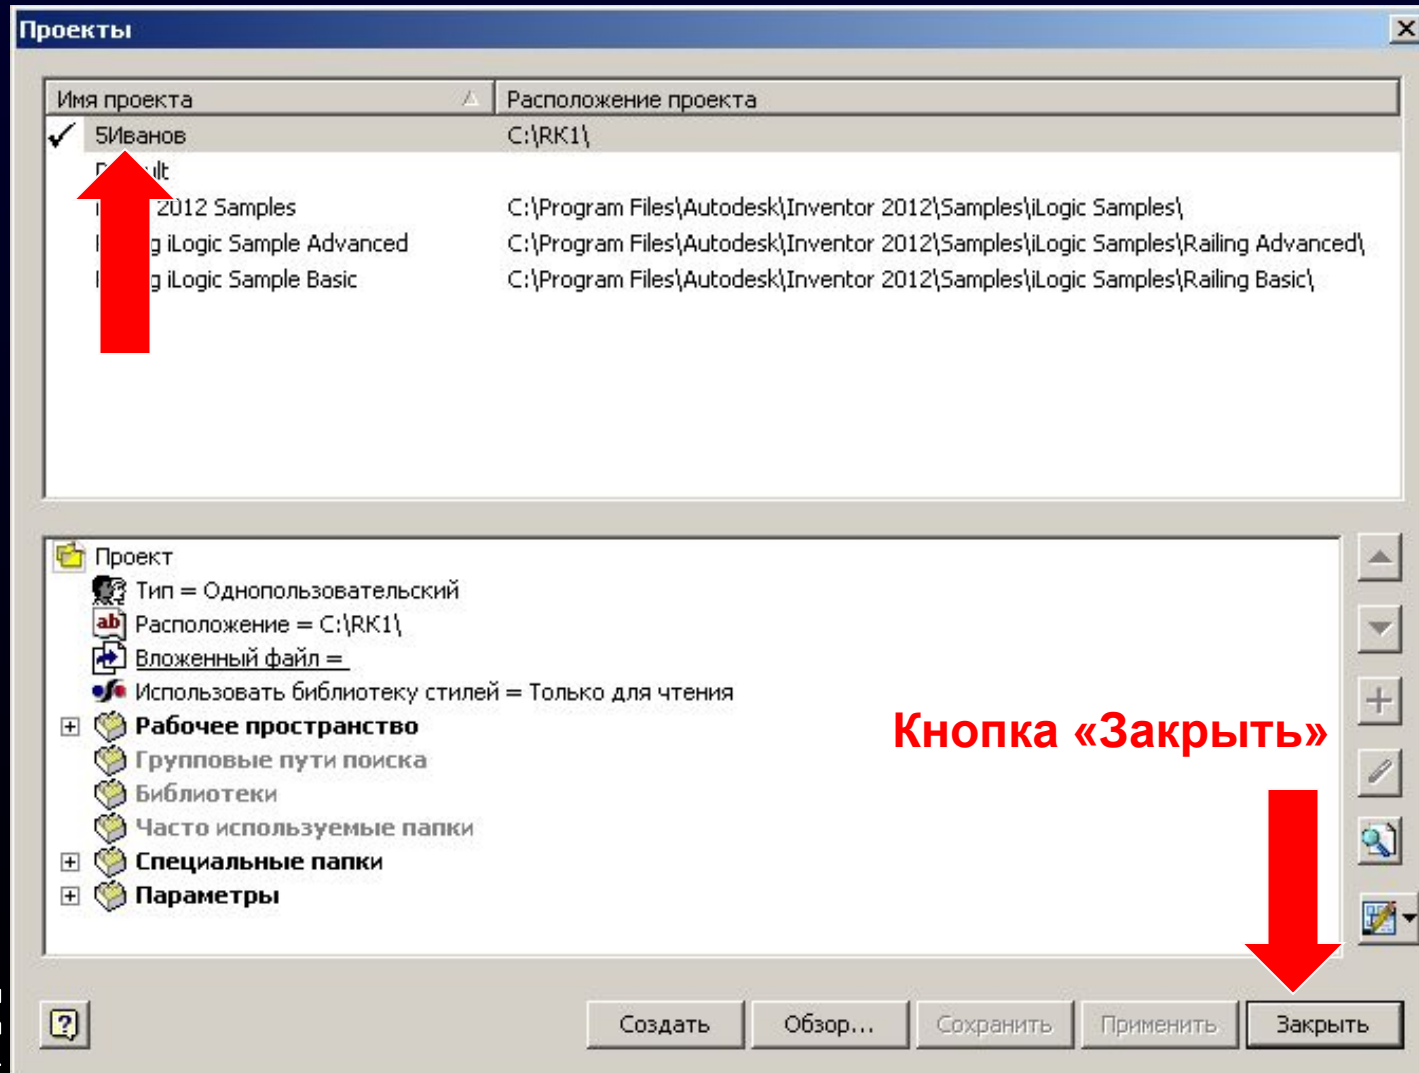 Проекты
Имя проекта Расположение проекта
5Иванов C:\RK1\
2012 Samples C:\Program Files\Autodesk\Inventor 2012\Samples\iLogic Samples\
iLogic Sample Advanced C:\Program Files\Autodesk\Inventor 2012\Samples\iLogic Samples\Railing Advanced\
iLogic Sample Basic C:\Program Files\Autodesk\Inventor 2012\Samples\iLogic Samples\Railing Basic\
Проект
Тип = Однопользовательский
ab Расположение = C:\RK1\
Вложенный файл =
Использовать библиотеку стилей = Только для чтения
Рабочее пространство
Кнопка «Закрыть»
Групповые пути поиска
Библиотеки
Часто используемые папки
Специальные папки
Параметры
Создать Обзор... Сохранить Применить Закрыть